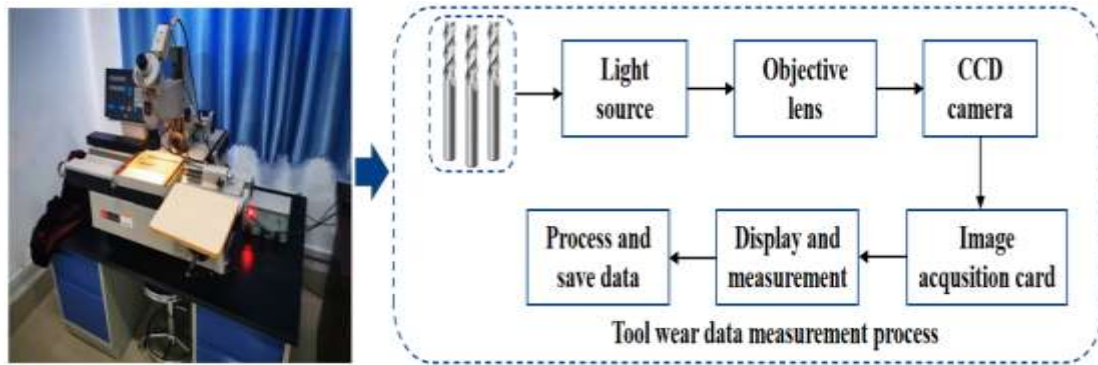 Light
source
Objective
lens
CCD
camera
Image
acqusition card
Display and
measurement
Process and
save data
Tool wear data measurement process